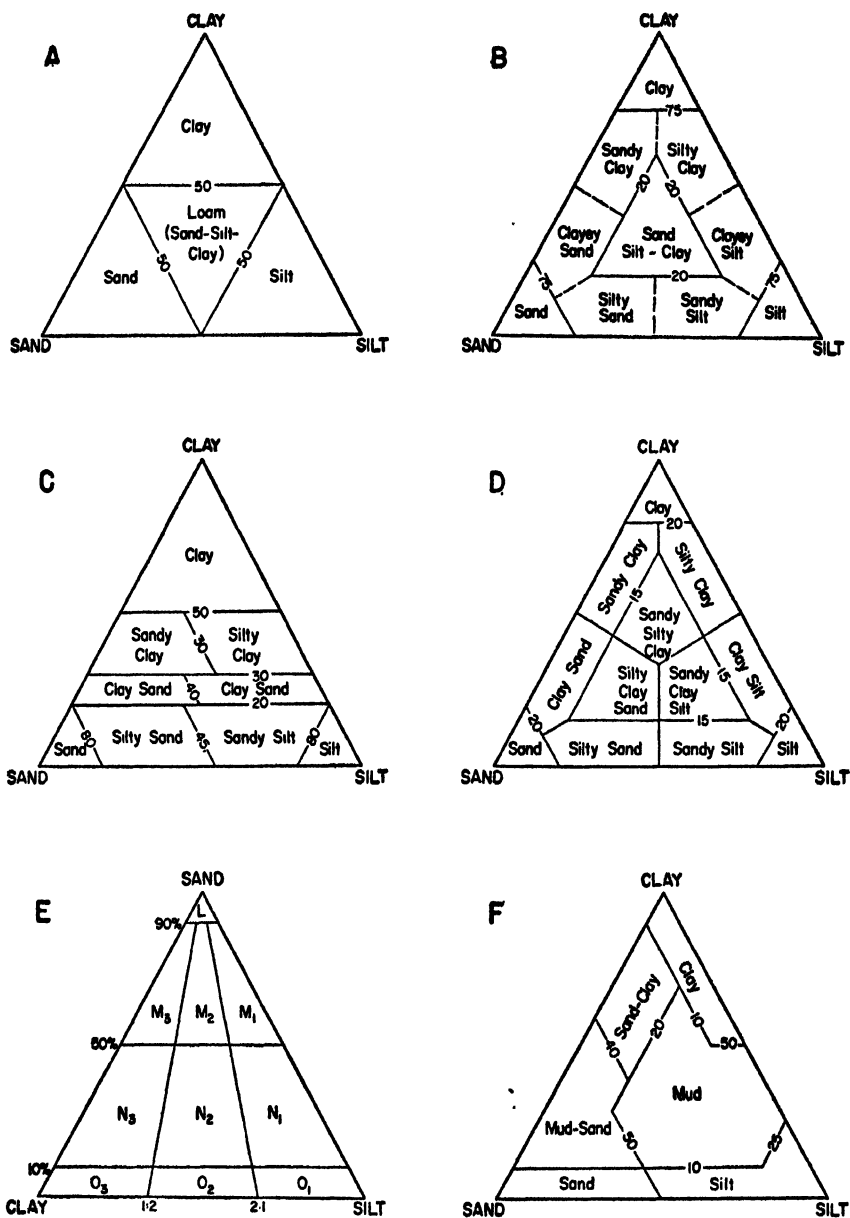 CLAY
A
Clay
50
Loam
(Sand-Silt-
Clay)
50
50
Sand
Silt
SAND
SILT
CLAY
B
Clay
75
Sandy
Clay
Silty
Clay
20
20
Clayey
Sand
Sand
Silt - Clay
Clayey
Silt
20
75
75
Sand
Silty
Sand
Sandy
Silt
Silt
SAND
SILT
CLAY
C
Clay
50
Sandy
Clay
30
Silty
Clay
30
Clay Sand
40
Clay Sand
20
Sand
80
Silty Sand
45
Sandy Silt
80
Silt
SAND
SILT
CLAY
D
Clay
20
Sandy Clay
Silty Clay
15
Sandy
Silty
Clay
Clay Sand
Silty
Clay
Sand
Sandy
Clay
Silt
15
Clay Silt
20
15
20
Sand
Silty Sand
Sandy Silt
Silt
SAND
SILT
SAND
E
L
90%
M3
M2
M1
50%
N3
N2
N1
10%
O3
O2
O1
CLAY
1:2
2:1
SILT
CLAY
F
Clay
Sand-Clay
10
20
40
50
Mud
Mud-Sand
50
25
10
Sand
Silt
SAND
SILT